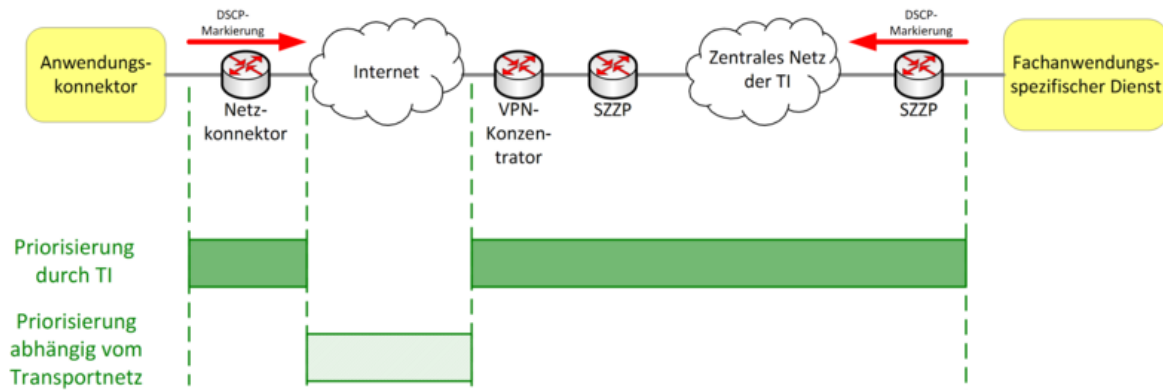 DSCP-
Markierung
DSCP-
Markierung
Anwendungs-
konnektor
Internet
Zentrales Netz
der TI
Fachanwendungs-
spezifischer Dienst
Netz-
konnektor
VPN-
Konzen-
trator
SZZP
SZZP
Priorisierung
durch TI
Priorisierung
abhängig vom
Transportnetz